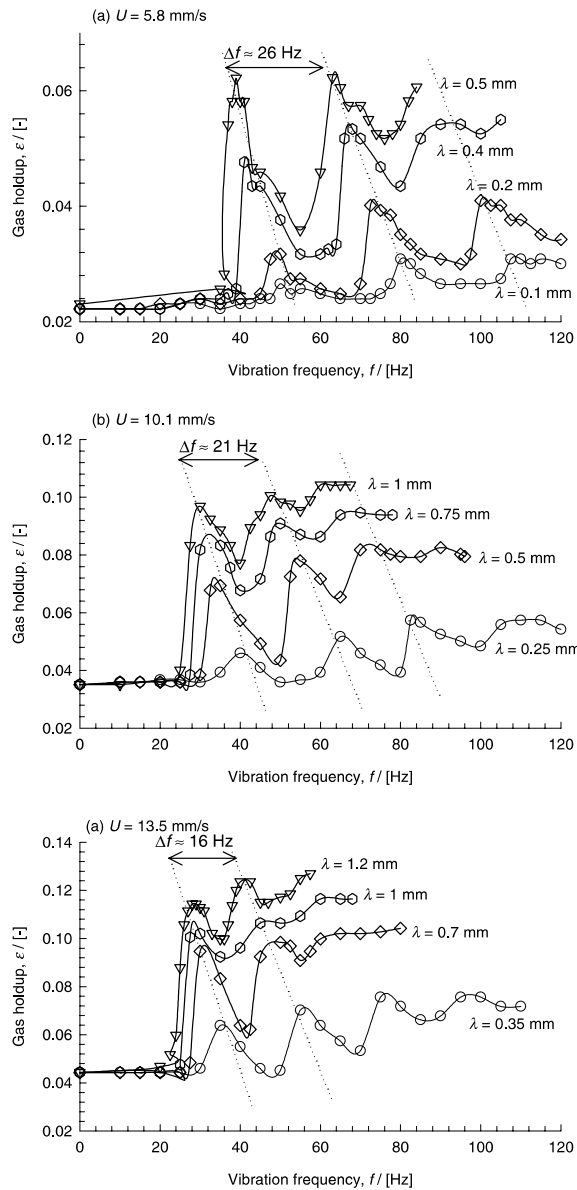 (a) U = 5.8 mm/s
Δf ≈ 26 Hz
0.06
λ = 0.5 mm
λ = 0.4 mm
Gas holdup, ε / [-]
0.04
λ = 0.2 mm
λ = 0.1 mm
0.02
0 20 40 60 80 100 120
Vibration frequency, f / [Hz]
(b) U = 10.1 mm/s
0.12
Δf ≈ 21 Hz
λ = 1 mm
0.10
λ = 0.75 mm
Gas holdup, ε / [-]
0.08
λ = 0.5 mm
0.06
λ = 0.25 mm
0.04
0.02
0 20 40 60 80 100 120
Vibration frequency, f / [Hz]
(a) U = 13.5 mm/s
0.14
Δf ≈ 16 Hz
λ = 1.2 mm
0.12
λ = 1 mm
Gas holdup, ε / [-]
0.10
λ = 0.7 mm
0.08
λ = 0.35 mm
0.06
0.04
0.02
0 20 40 60 80 100 120
Vibration frequency, f / [Hz]